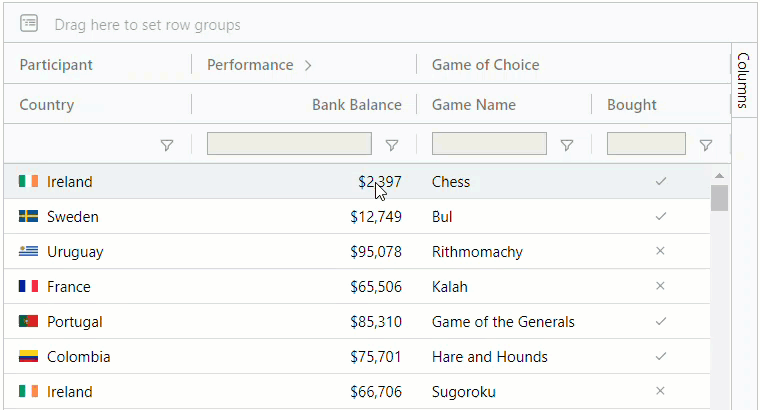 Drag here to set row groups
Participant Performance > Game of Choice
Country Bank Balance Game Name Bought
Columns
Ireland $2,397 Chess ✓
Sweden $12,749 Bul ✓
Uruguay $95,078 Rithmomachy ×
France $65,506 Kalah ×
Portugal $85,310 Game of the Generals ✓
Colombia $75,701 Hare and Hounds ✓
Ireland $66,706 Sugoroku ×